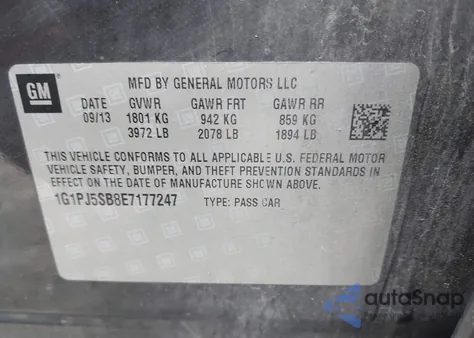 GM
MFD BY GENERAL MOTORS LLC
DATE GVWR GAWR FRT GAWR RR
09/13 1801 KG 942 KG 859 KG
3972 LB 2078 LB 1894 LB
THIS VEHICLE CONFORMS TO ALL APPLICABLE U.S. FEDERAL MOTOR
VEHICLE SAFETY, BUMPER, AND THEFT PREVENTION STANDARDS
IN EFFECT ON THE DATE OF MANUFACTURE SHOWN ABOVE.
1G1PJ5SB8E7177247 TYPE: PASS CAR
autoSnap